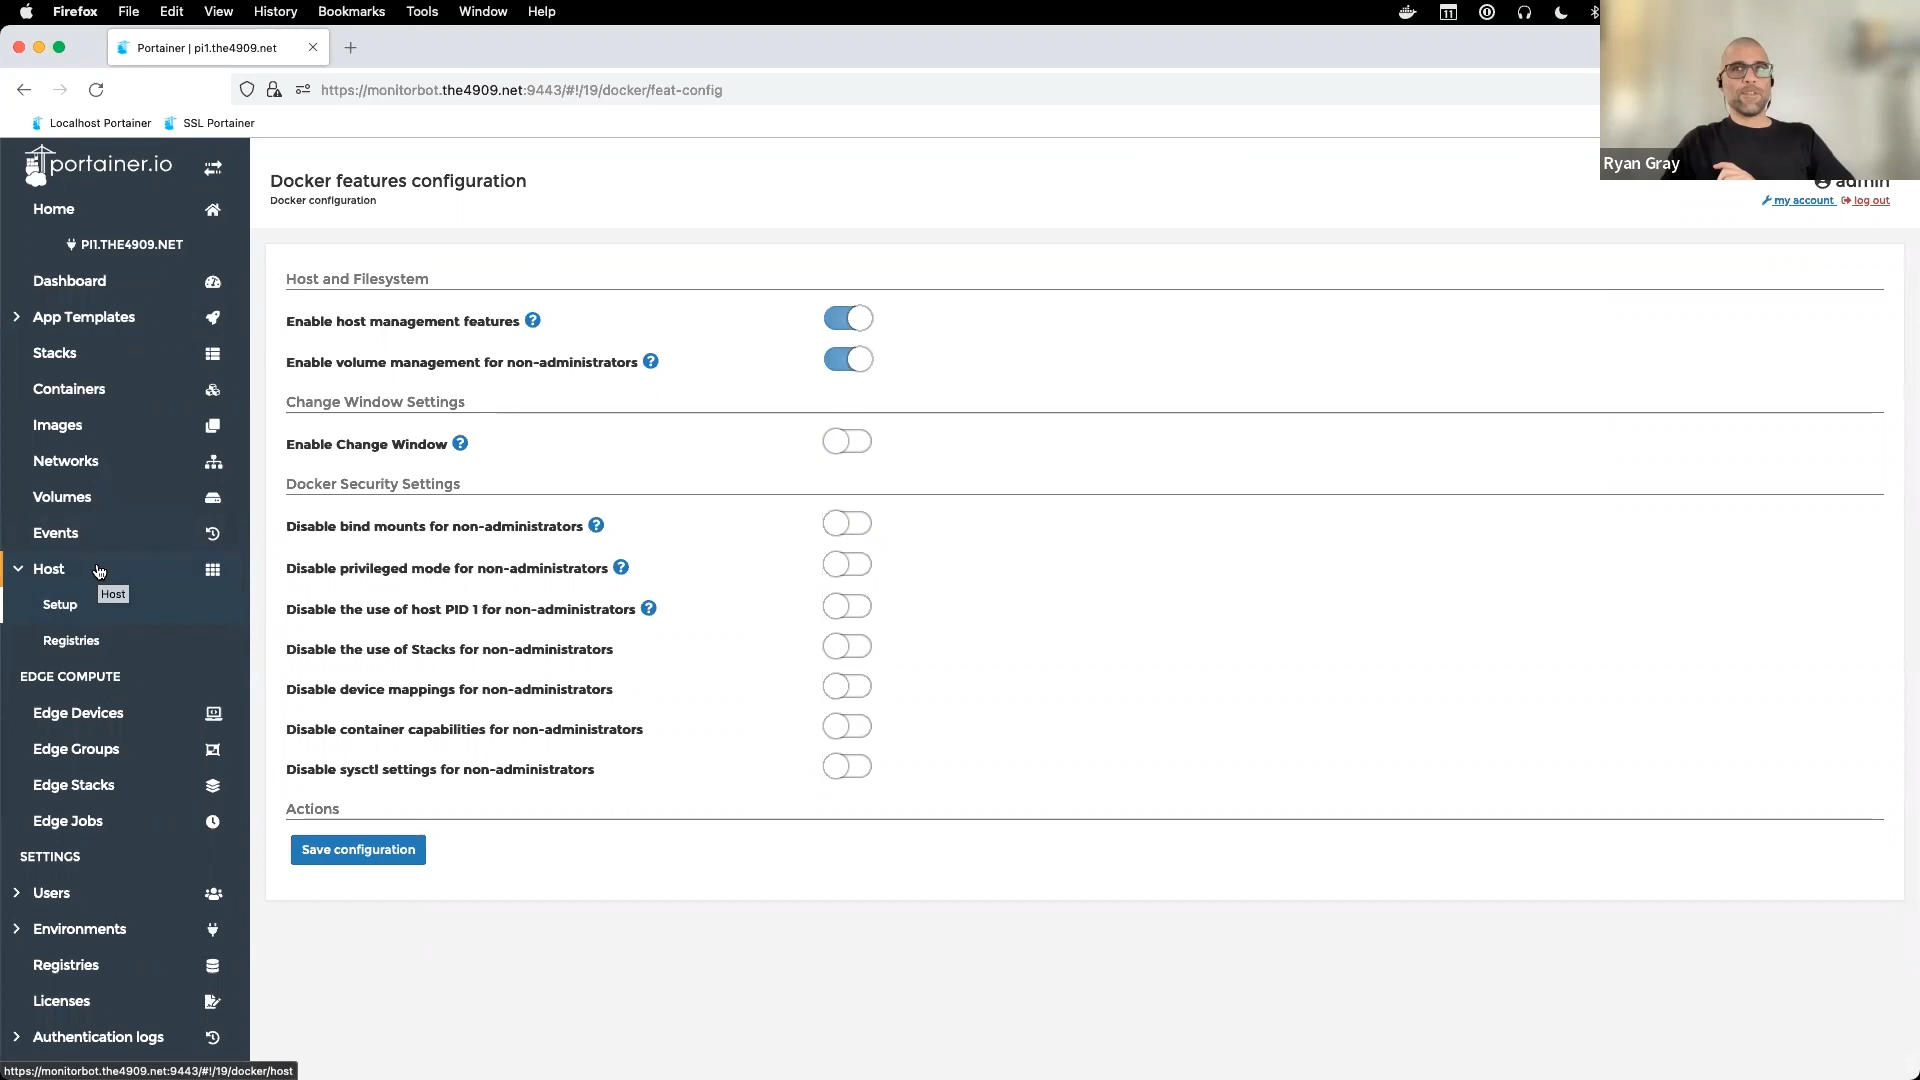 Firefox File Edit View History Bookmarks Tools Window Help
11
Portainer | pi1.the4909.net
https://monitorbot.the4909.net:9443/#!/19/docker/feat-config
Localhost Portainer SSL Portainer
Ryan Gray
portainer.io
Home
PI1.THE4909.NET
Dashboard
App Templates
Stacks
Containers
Images
Networks
Volumes
Events
Host
Host
Setup
Registries
EDGE COMPUTE
Edge Devices
Edge Groups
Edge Stacks
Edge Jobs
SETTINGS
Users
Environments
Registries
Licenses
Authentication logs
https://monitorbot.the4909.net:9443/#!/19/docker/host
Docker features configuration
Docker configuration
admin
my account log out
Host and Filesystem
Enable host management features ?
Enable volume management for non-administrators ?
Change Window Settings
Enable Change Window ?
Docker Security Settings
Disable bind mounts for non-administrators ?
Disable privileged mode for non-administrators ?
Disable the use of host PID 1 for non-administrators ?
Disable the use of Stacks for non-administrators
Disable device mappings for non-administrators
Disable container capabilities for non-administrators
Disable sysctl settings for non-administrators
Actions
Save configuration